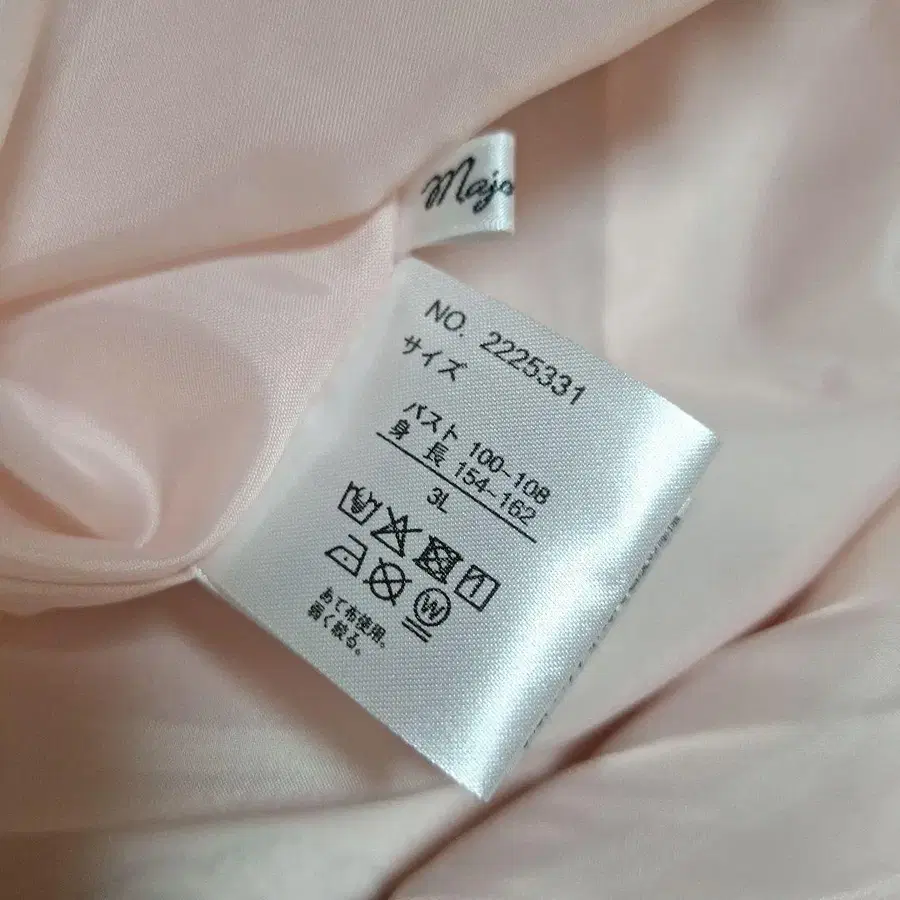 Majo
NO. 2225331
サイズ
バスト 100-108
身 長 154-162
3L
W
あて布使用。
弱く絞る。